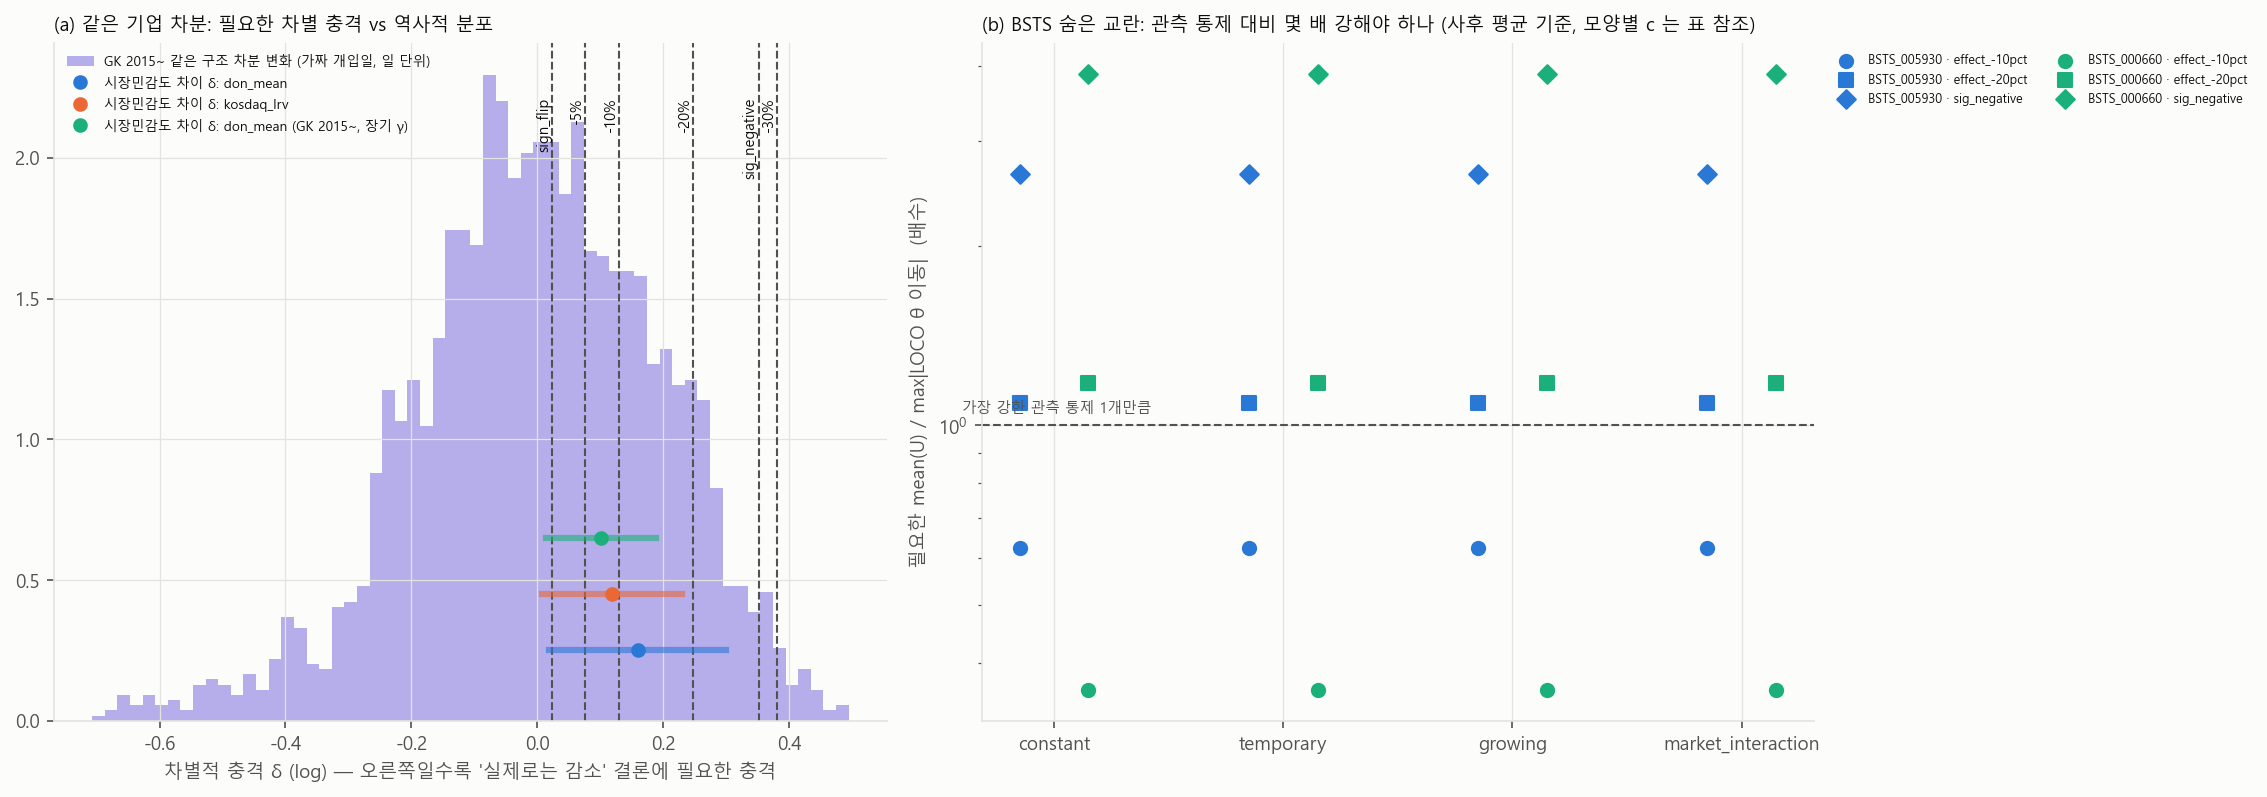 (a) 같은 기업 차분: 필요한 차별 충격 vs 역사적 분포
GK 2015~ 같은 구조 차분 변화 (가짜 개입일, 일 단위)
시장민감도 차이 δ: don_mean
시장민감도 차이 δ: kosdaq_lrv
시장민감도 차이 δ: don_mean (GK 2015~, 장기 γ)
sign_flip
-5%
-10%
-20%
sig_negative
-30%
2.0
1.5
1.0
0.5
0.0
-0.6
-0.4
-0.2
0.0
0.2
0.4
차별적 충격 δ (log) — 오른쪽일수록 '실제로는 감소' 결론에 필요한 충격
(b) BSTS 숨은 교란: 관측 통제 대비 몇 배 강해야 하나 (사후 평균 기준, 모양별 c 는 표 참조)
필요한 mean(U) / max|LOCO θ 이동| (배수)
10⁰
가장 강한 관측 통제 1개만큼
constant
temporary
growing
market_interaction
BSTS_005930 · effect_-10pct
BSTS_005930 · effect_-20pct
BSTS_005930 · sig_negative
BSTS_000660 · effect_-10pct
BSTS_000660 · effect_-20pct
BSTS_000660 · sig_negative